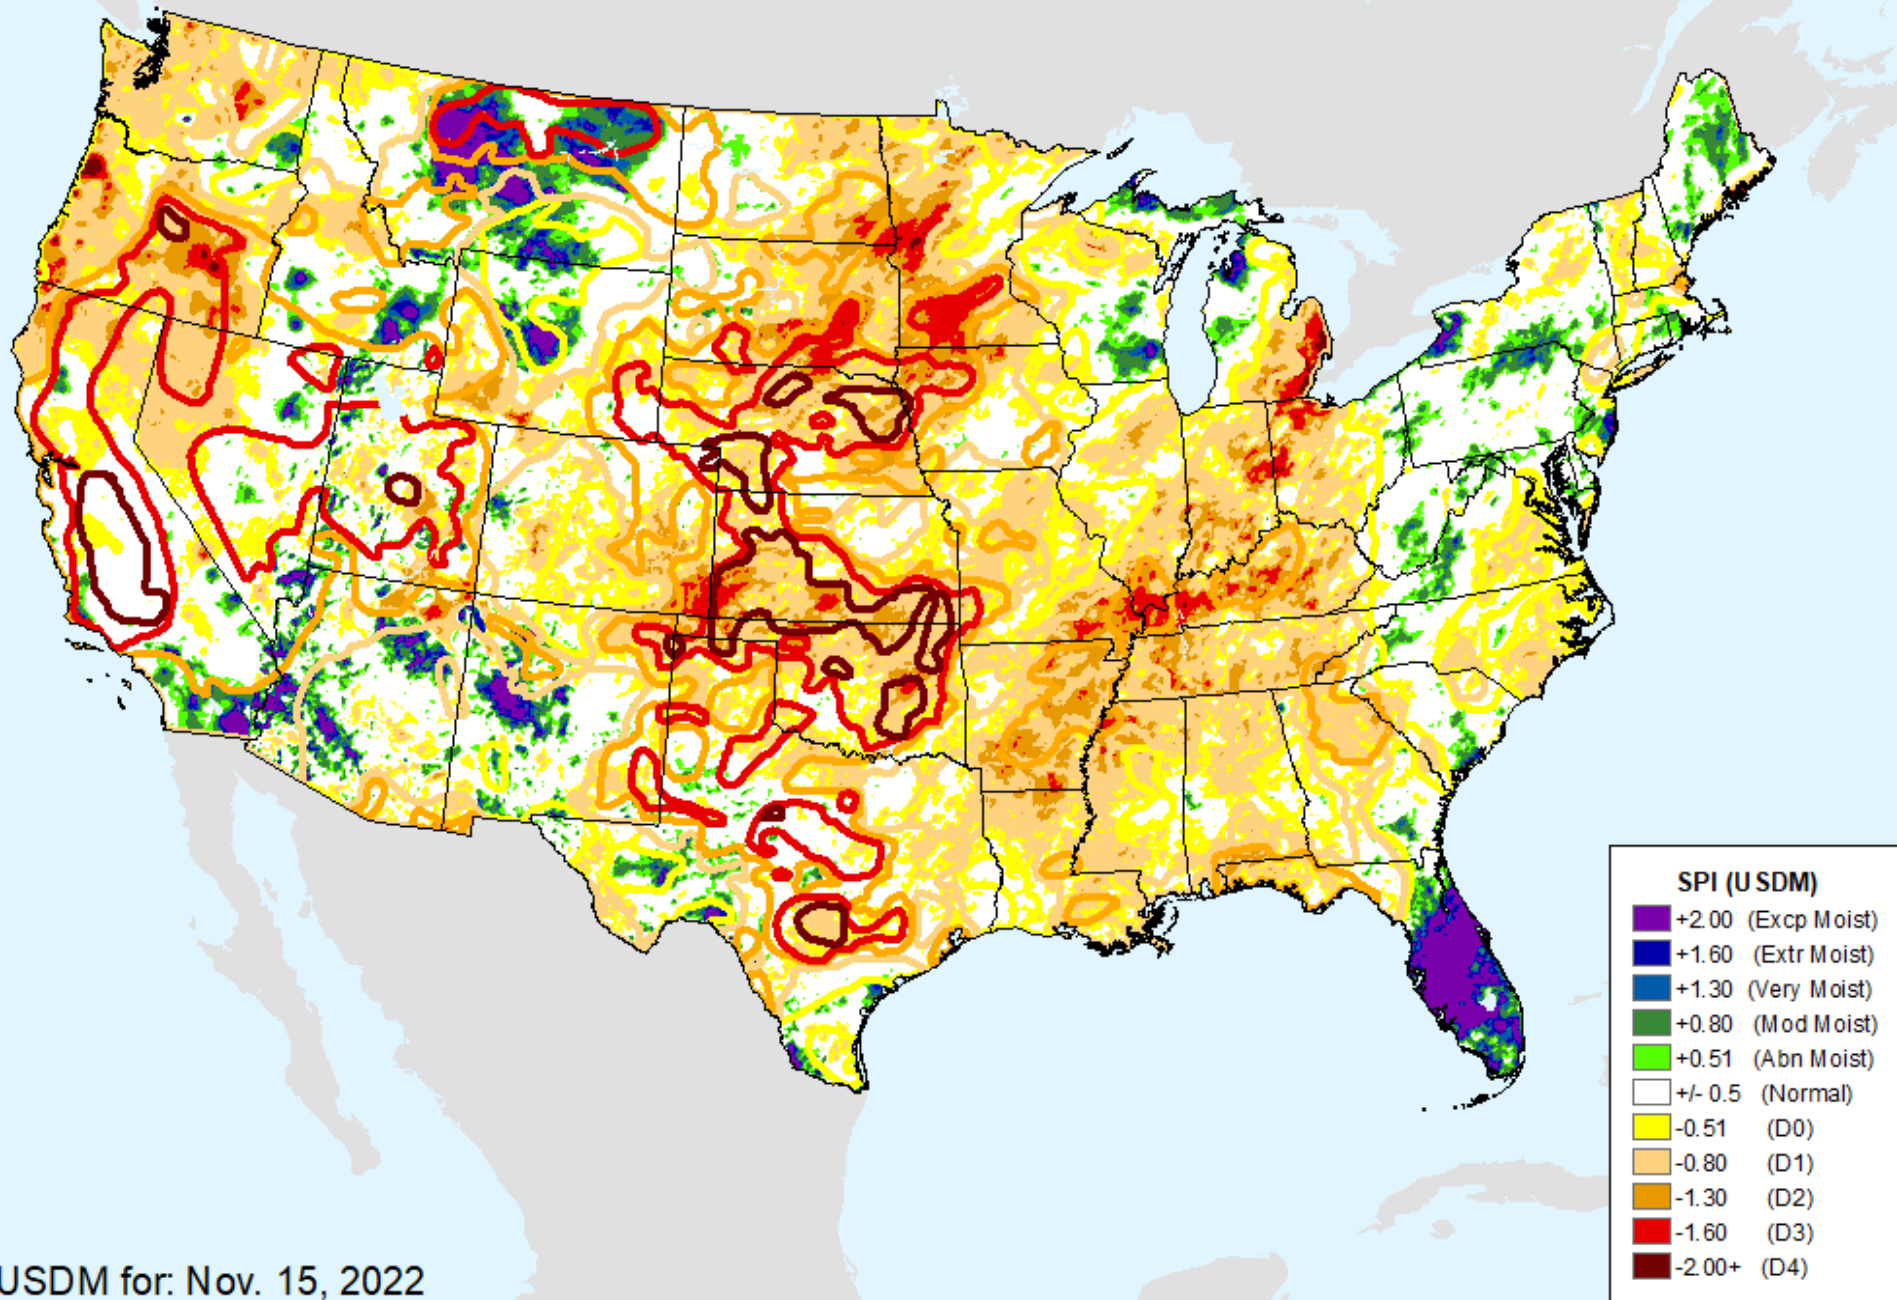 SPI (USDM)
+2.00 (Excp Moist)
+1.60 (Extr Moist)
+1.30 (Very Moist)
+0.80 (Mod Moist)
+0.51 (Abn Moist)
+/- 0.5 (Normal)
-0.51 (D0)
-0.80 (D1)
-1.30 (D2)
-1.60 (D3)
-2.00+ (D4)
USDM for: Nov. 15, 2022